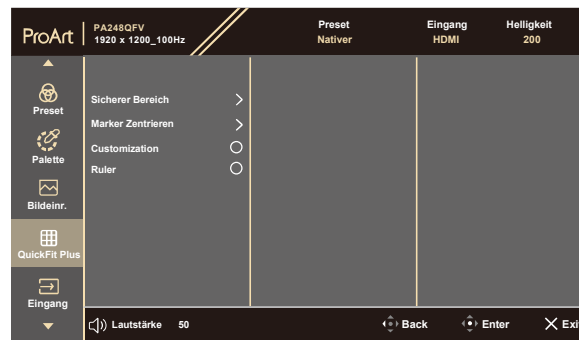 ProArt
PA248QFV
1920 x 1200_100Hz
Preset
Nativer
Eingang
HDMI
Helligkeit
200
Preset
Palette
Bildeinr.
QuickFit Plus
Eingang
Sicherer Bereich
Marker Zentrieren
Customization
Ruler
Lautstärke 50
Back
Enter
Exi